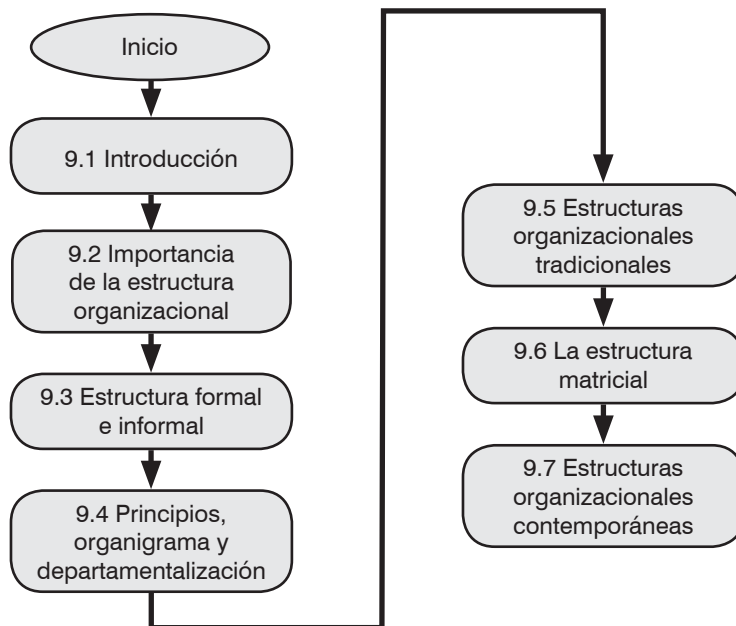 Inicio
9.1 Introducción
9.2 Importancia
de la estructura
organizacional
9.3 Estructura formal
e informal
9.4 Principios,
organigrama y
departamentalización
9.5 Estructuras
organizacionales
tradicionales
9.6 La estructura
matricial
9.7 Estructuras
organizacionales
contemporáneas